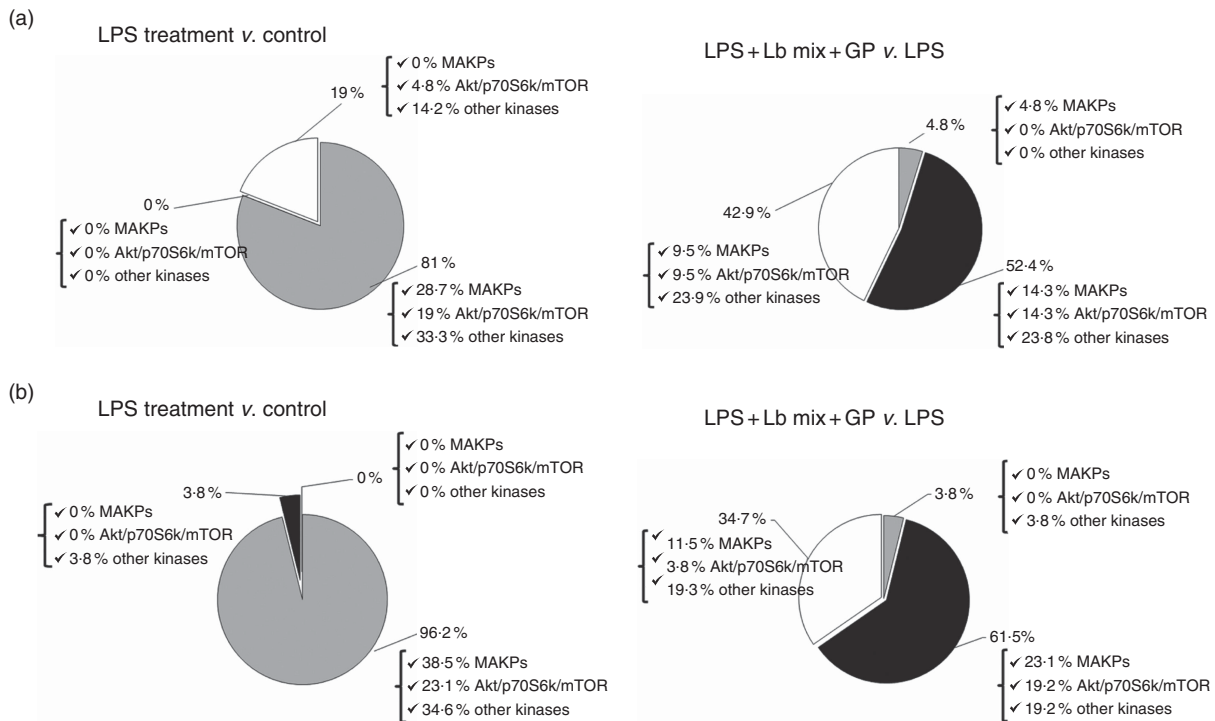 (a)
LPS treatment v. control
19 %
✓ 0 % MAKPs
✓ 4·8 % Akt/p70S6k/mTOR
✓ 14·2 % other kinases
0 %
✓ 0 % MAKPs
✓ 0 % Akt/p70S6k/mTOR
✓ 0 % other kinases
81 %
✓ 28·7 % MAKPs
✓ 19 % Akt/p70S6k/mTOR
✓ 33·3 % other kinases
LPS + Lb mix + GP v. LPS
4.8 %
✓ 4·8 % MAKPs
✓ 0 % Akt/p70S6k/mTOR
✓ 0 % other kinases
42·9 %
✓ 9·5 % MAKPs
✓ 9·5 % Akt/p70S6k/mTOR
✓ 23·9 % other kinases
52·4 %
✓ 14·3 % MAKPs
✓ 14·3 % Akt/p70S6k/mTOR
✓ 23·8 % other kinases
(b)
LPS treatment v. control
0 %
✓ 0 % MAKPs
✓ 0 % Akt/p70S6k/mTOR
✓ 0 % other kinases
3·8 %
✓ 0 % MAKPs
✓ 0 % Akt/p70S6k/mTOR
✓ 3·8 % other kinases
96·2 %
✓ 38·5 % MAKPs
✓ 23·1 % Akt/p70S6k/mTOR
✓ 34·6 % other kinases
LPS + Lb mix + GP v. LPS
3·8 %
✓ 0 % MAKPs
✓ 0 % Akt/p70S6k/mTOR
✓ 3·8 % other kinases
34·7 %
✓ 11·5 % MAKPs
✓ 3·8 % Akt/p70S6k/mTOR
✓ 19·3 % other kinases
61·5%
✓ 23·1 % MAKPs
✓ 19·2 % Akt/p70S6k/mTOR
✓ 19·2 % other kinases